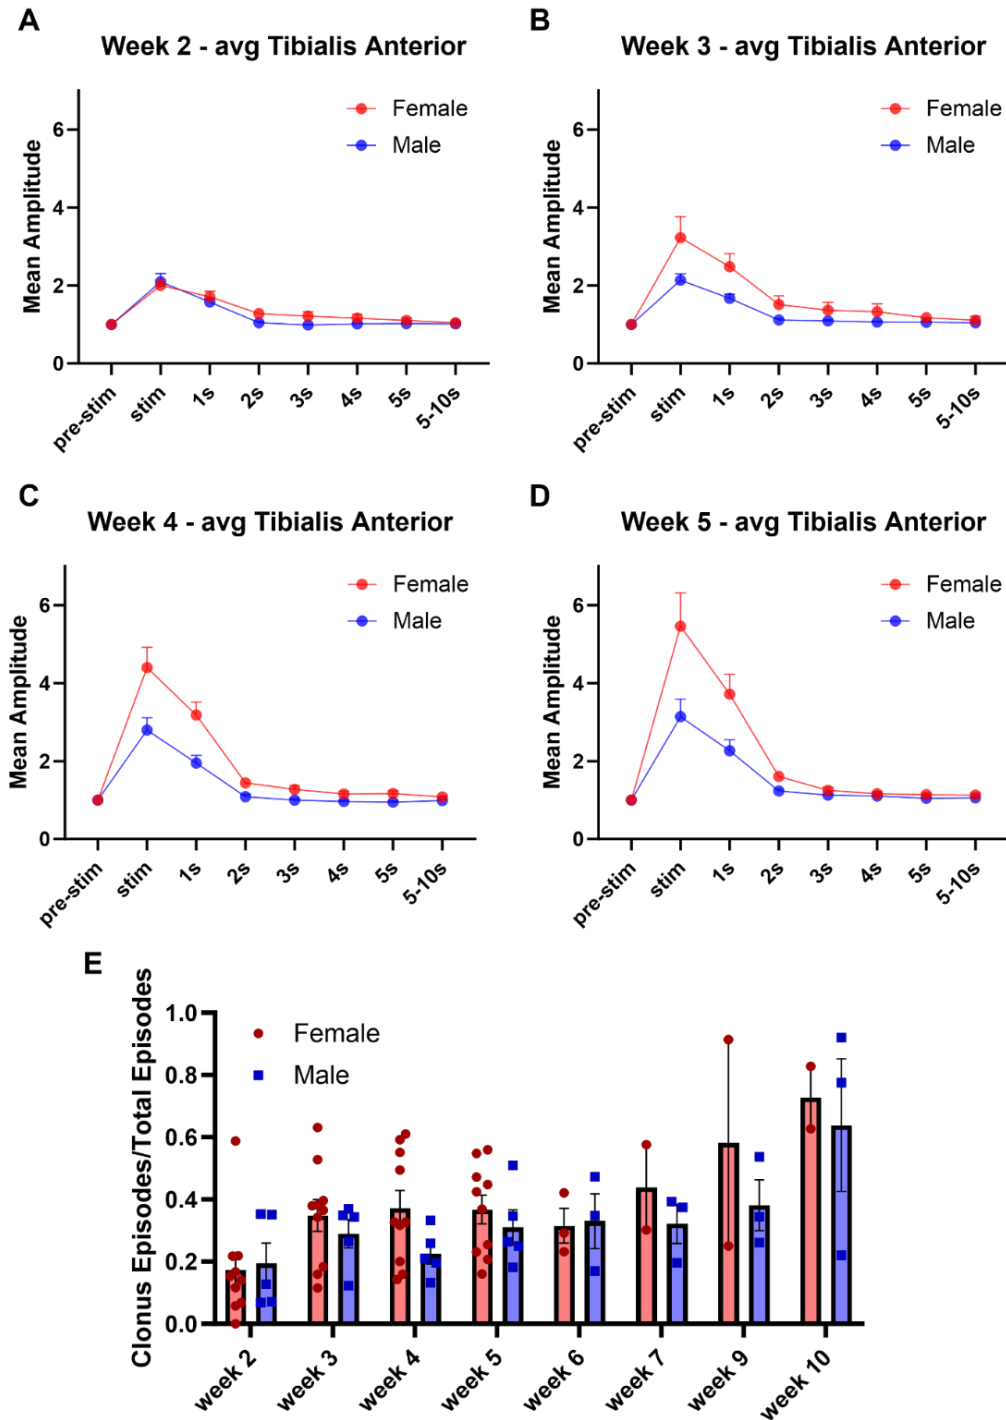 A
Week 2 - avg Tibialis Anterior
Mean Amplitude
6
4
2
0
Female
Male
pre-stim
stim
1s
2s
3s
4s
5s
5-10s
B
Week 3 - avg Tibialis Anterior
Mean Amplitude
6
4
2
0
Female
Male
pre-stim
stim
1s
2s
3s
4s
5s
5-10s
C
Week 4 - avg Tibialis Anterior
Mean Amplitude
6
4
2
0
Female
Male
pre-stim
stim
1s
2s
3s
4s
5s
5-10s
D
Week 5 - avg Tibialis Anterior
Mean Amplitude
6
4
2
0
Female
Male
pre-stim
stim
1s
2s
3s
4s
5s
5-10s
E
Clonus Episodes/Total Episodes
1.0
0.8
0.6
0.4
0.2
0.0
Female
Male
week 2
week 3
week 4
week 5
week 6
week 7
week 9
week 10